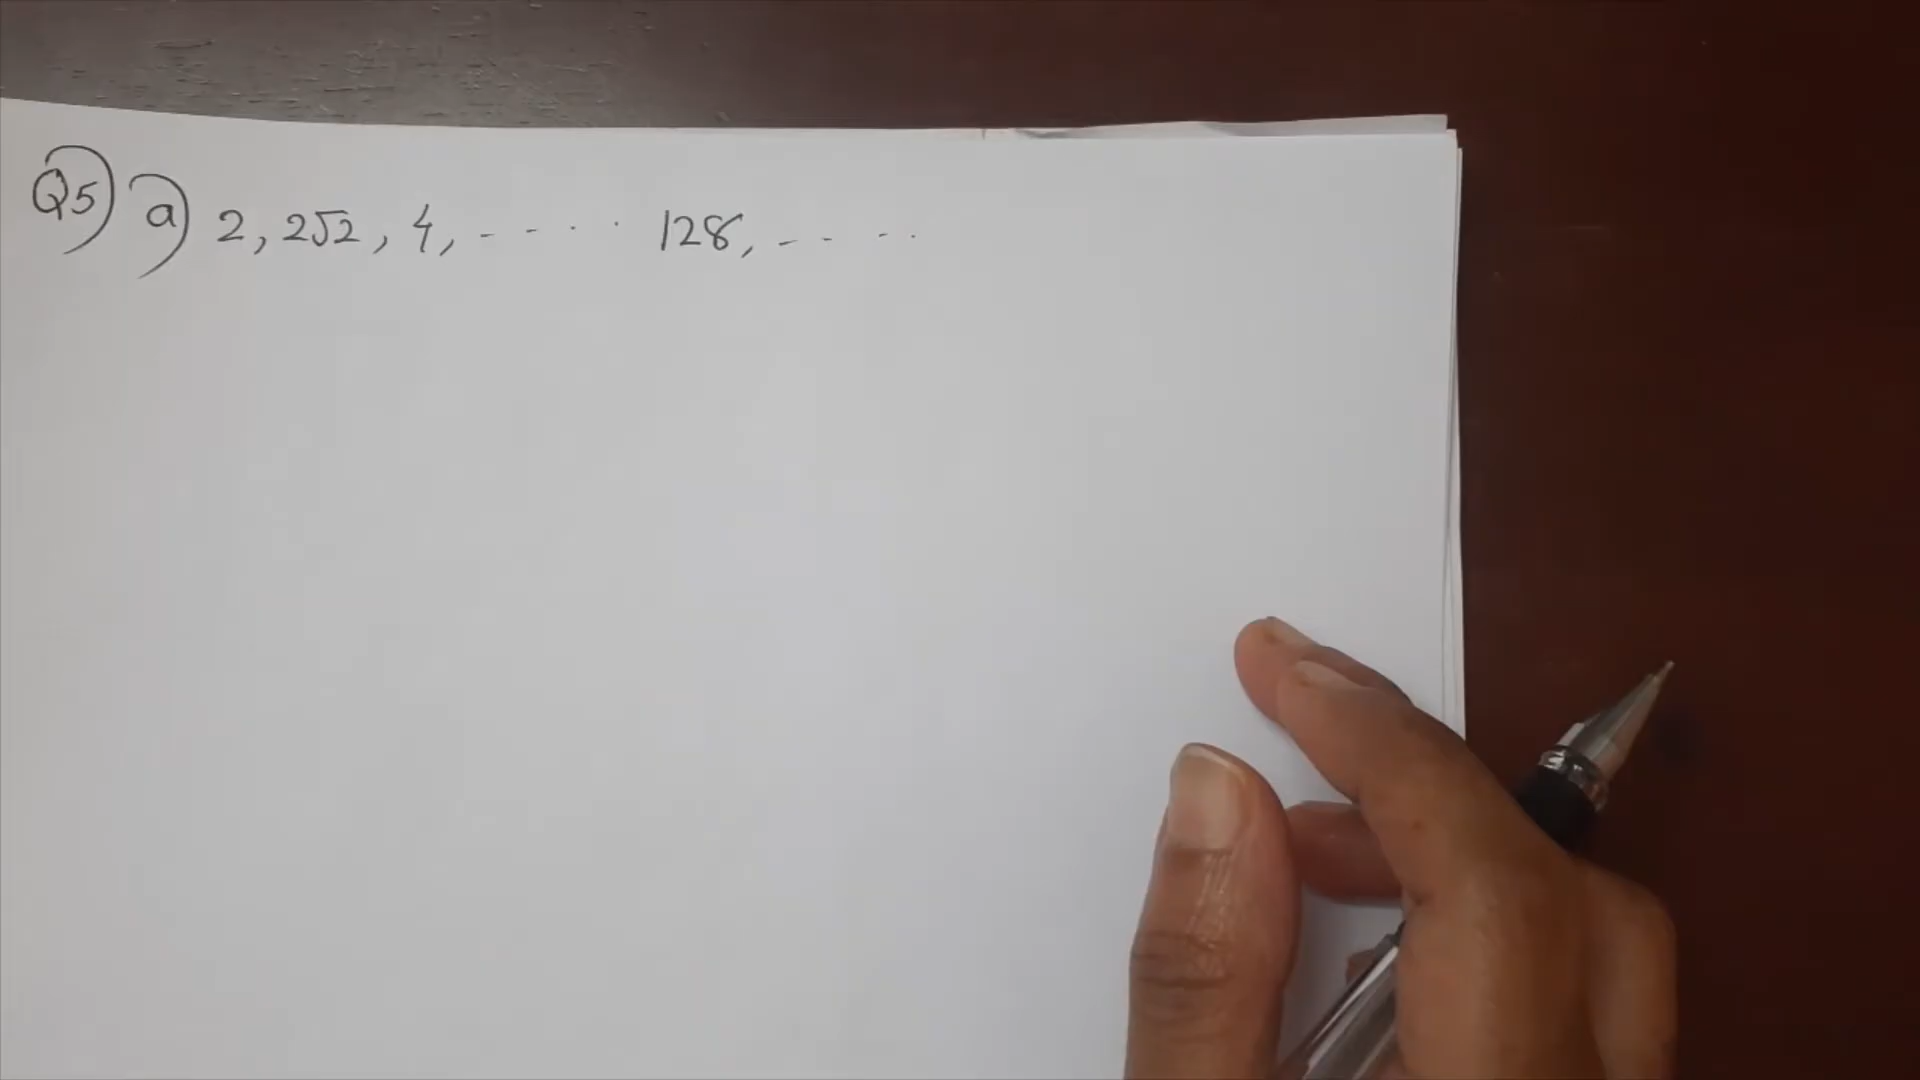 Q5) a) 2, 2√2, 4, ----- 128, -----